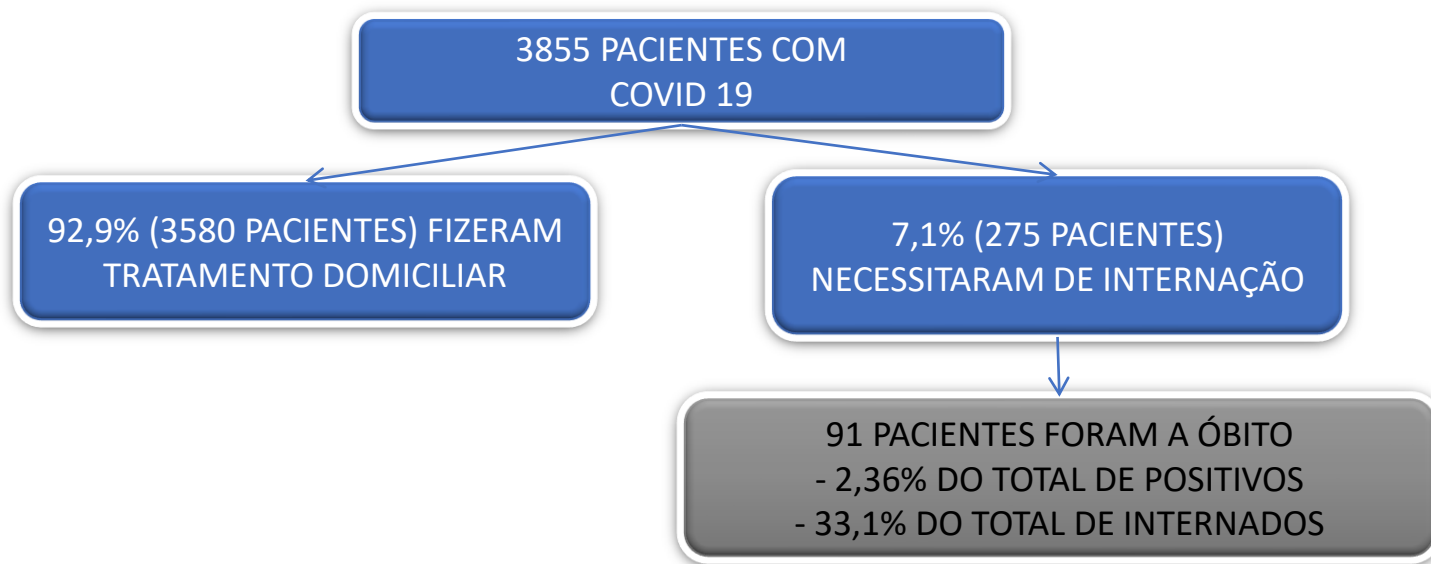 3855 PACIENTES COM
COVID 19
92,9% (3580 PACIENTES) FIZERAM
TRATAMENTO DOMICILIAR
7,1% (275 PACIENTES)
NECESSITARAM DE INTERNAÇÃO
91 PACIENTES FORAM A ÓBITO
- 2,36% DO TOTAL DE POSITIVOS
- 33,1% DO TOTAL DE INTERNADOS